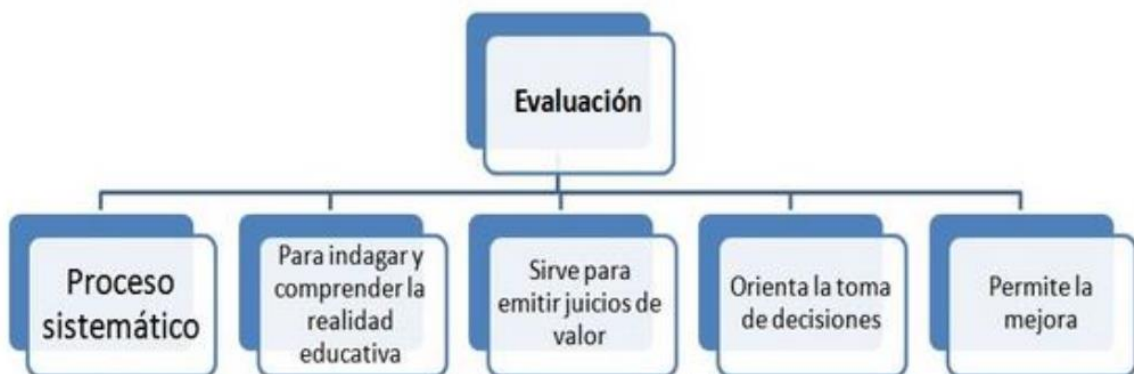 Evaluación
Proceso
sistemático
Para indagar y
comprender la
realidad
educativa
Sirve para
emitir juicios de
valor
Orienta la toma
de decisiones
Permite la
mejora